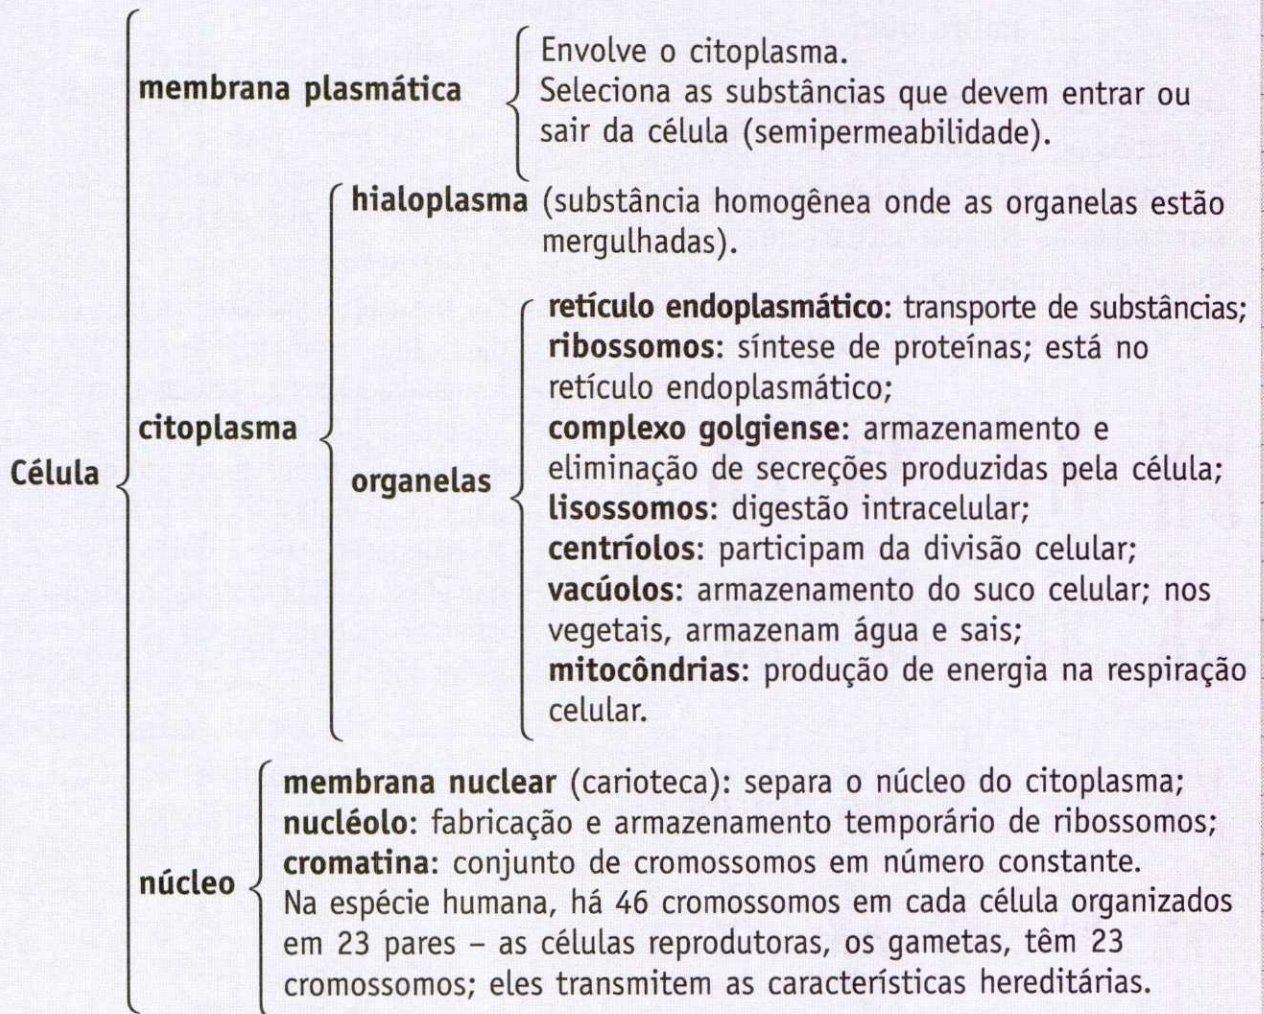 membrana plasmática
Envolve o citoplasma.
Seleciona as substâncias que devem entrar ou
sair da célula (semipermeabilidade).
hialoplasma (substância homogênea onde as organelas estão
mergulhadas).
retículo endoplasmático: transporte de substâncias;
ribossomos: síntese de proteínas; está no
retículo endoplasmático;
complexo golgiense: armazenamento e
eliminação de secreções produzidas pela célula;
lisossomos: digestão intracelular;
centríolos: participam da divisão celular;
vacúolos: armazenamento do suco celular; nos
vegetais, armazenam água e sais;
mitocôndrias: produção de energia na respiração
celular.
organelas
citoplasma
Célula
membrana nuclear (carioteca): separa o núcleo do citoplasma;
nucléolo: fabricação e armazenamento temporário de ribossomos;
cromatina: conjunto de cromossomos em número constante.
Na espécie humana, há 46 cromossomos em cada célula organizados
em 23 pares – as células reprodutoras, os gametas, têm 23
cromossomos; eles transmitem as características hereditárias.
núcleo